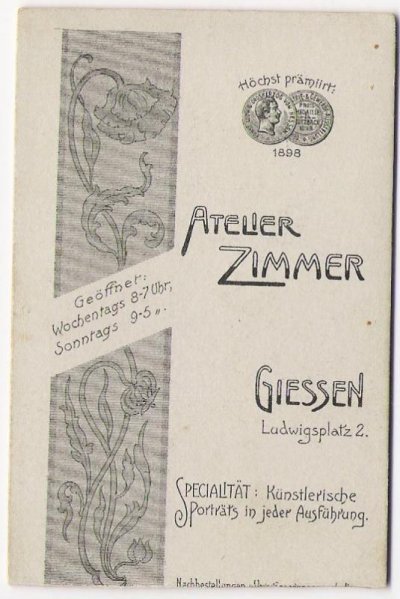 Höchst prämiirt:
1898
ATELIER
ZIMMER
Geöffnet:
Wochentags 8-7 Uhr,
Sonntags 9-5 „.
GIESSEN
Ludwigsplatz 2.
SPECIALITÄT: Künstlerische
Porträts in jeder Ausführung.
Nachbestellungen